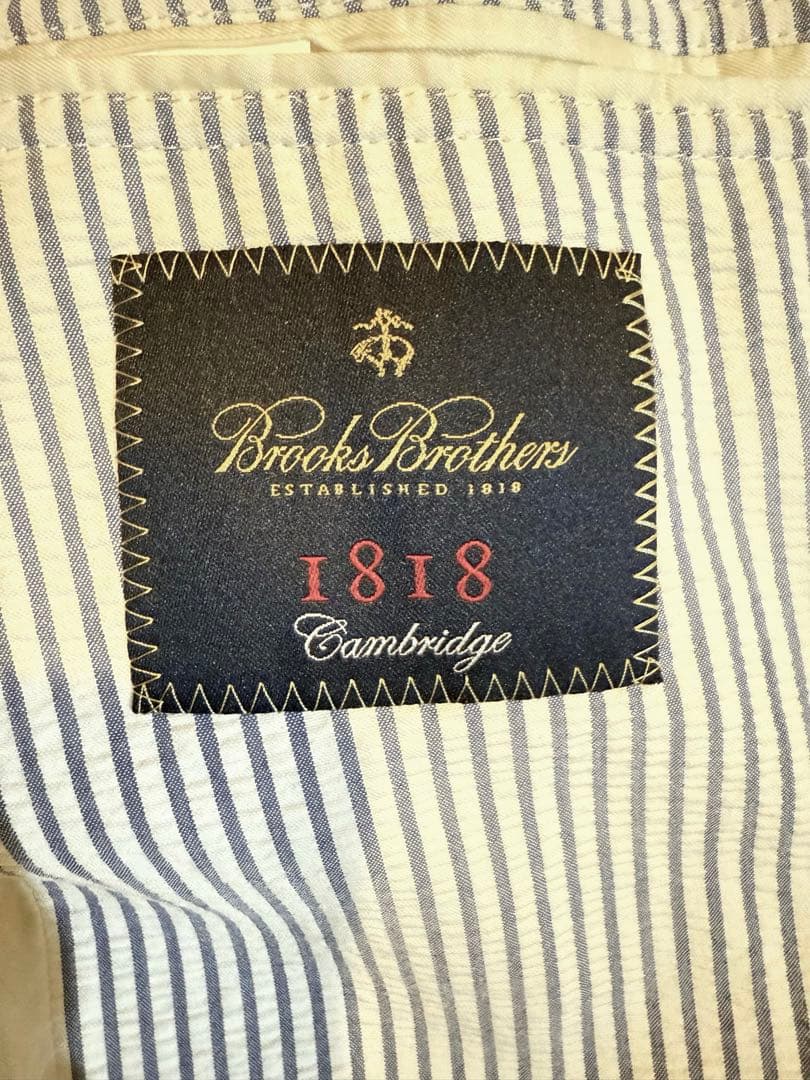 Brooks Brothers
ESTABLISHED 1818
1818
Cambridge